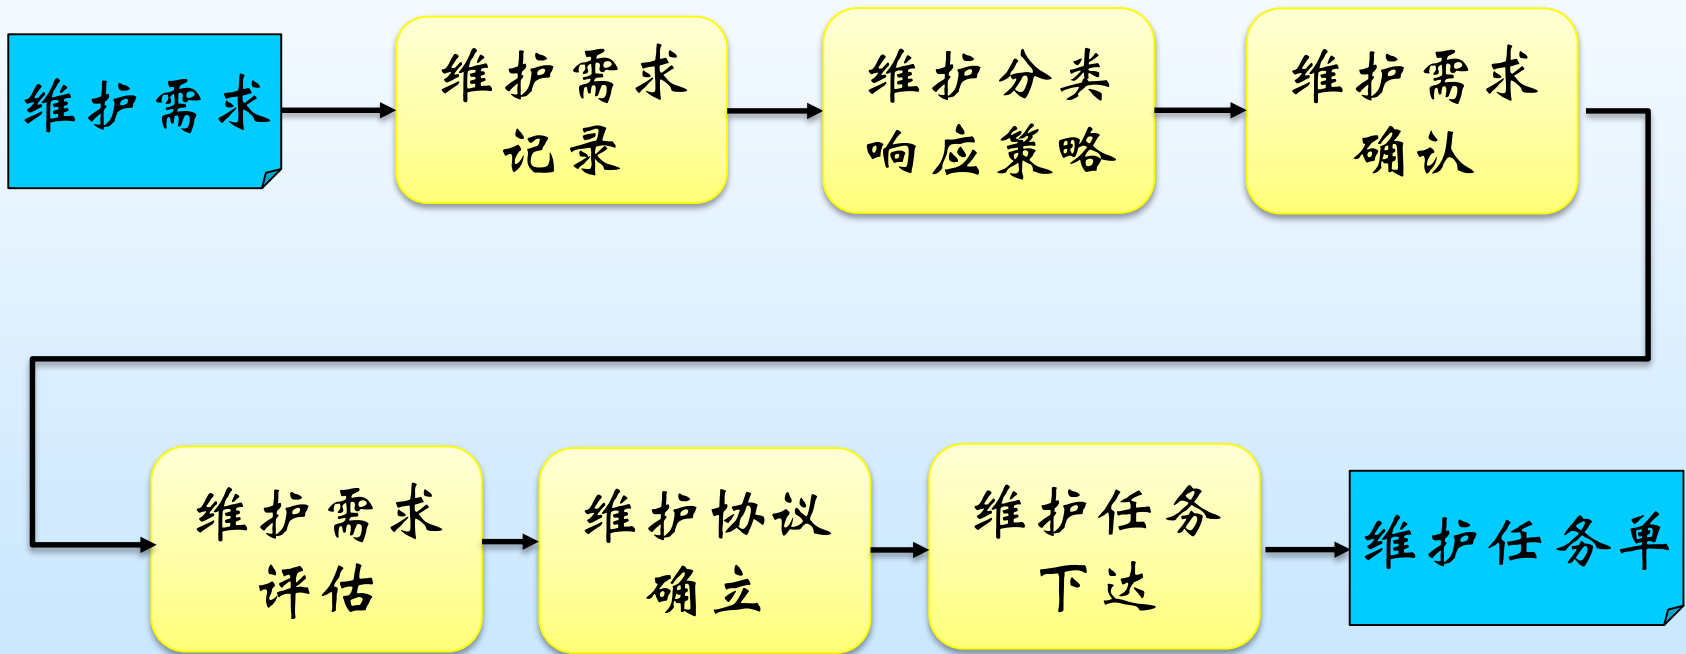 维护需求
维护需求
记录
维护分类
响应策略
维护需求
确认
维护需求
评估
维护协议
确立
维护任务
下达
维护任务单